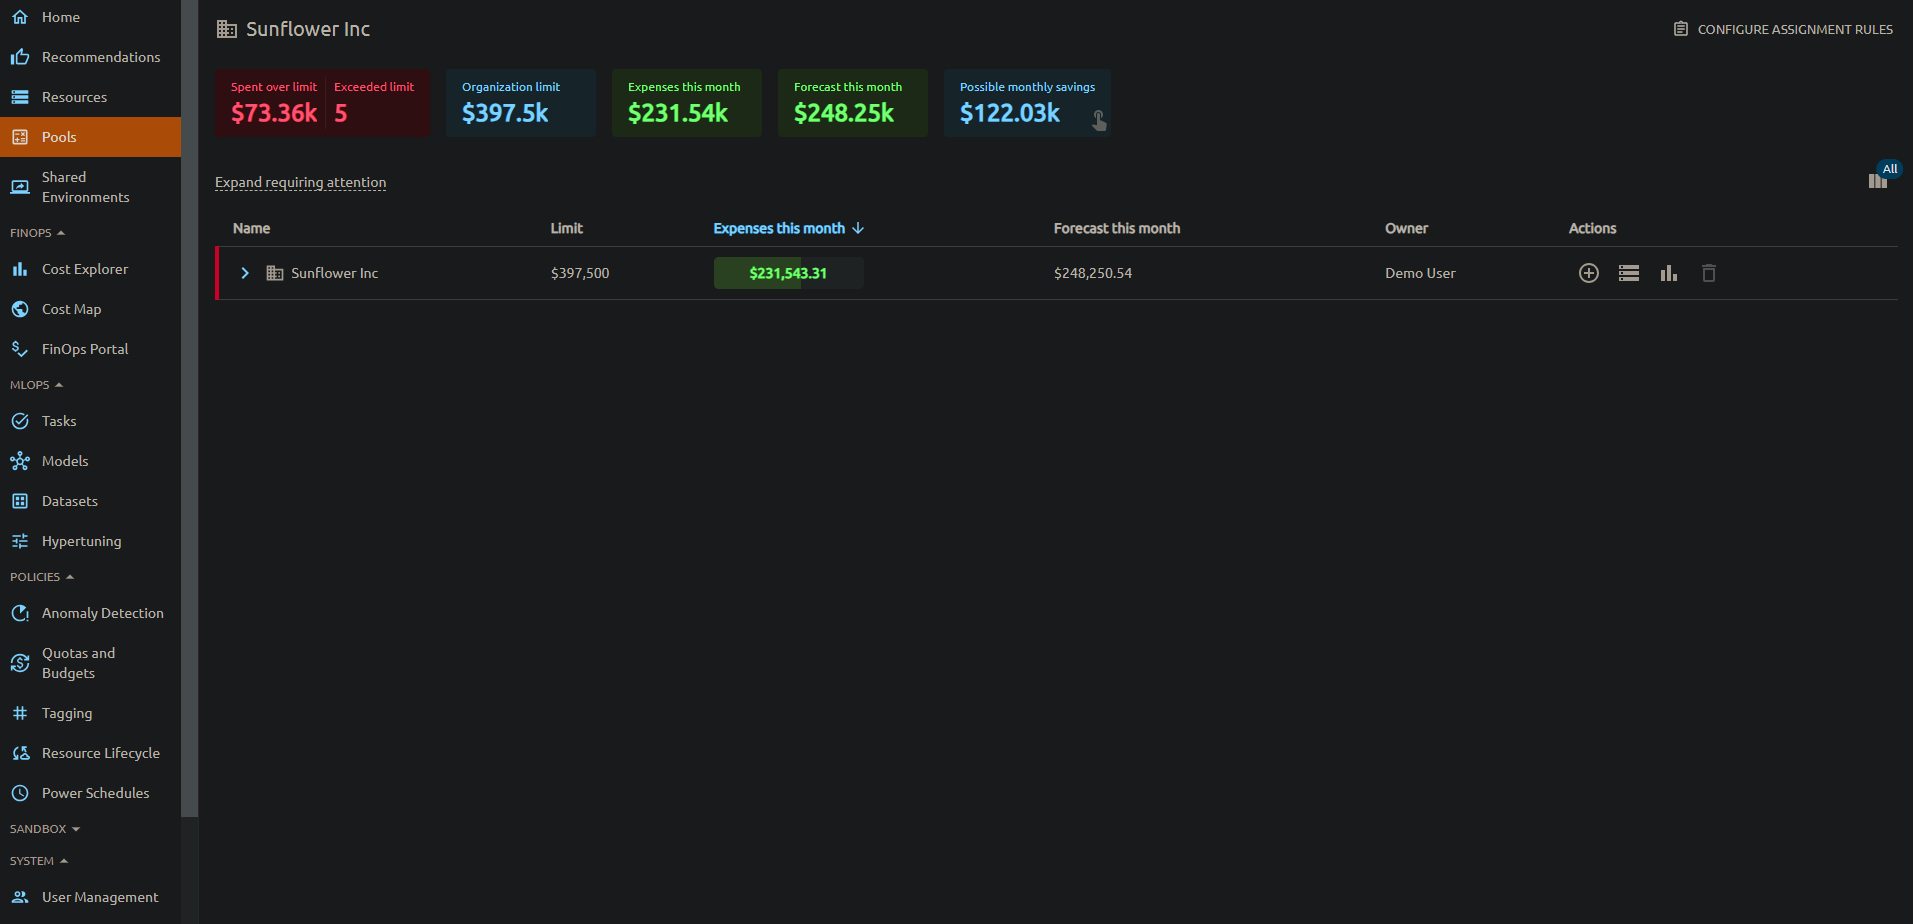 Home
Recommendations
Resources
Pools
Shared
Environments
FINOPS
Cost Explorer
Cost Map
FinOps Portal
MLOPS
Tasks
Models
Datasets
Hypertuning
POLICIES
Anomaly Detection
Quotas and
Budgets
Tagging
Resource Lifecycle
Power Schedules
SANDBOX
SYSTEM
User Management
Sunflower Inc
CONFIGURE ASSIGNMENT RULES
Spent over limit
$73.36k
Exceeded limit
5
Organization limit
$397.5k
Expenses this month
$231.54k
Forecast this month
$248.25k
Possible monthly savings
$122.03k
Expand requiring attention
All
Name Limit Expenses this month Forecast this month Owner Actions
Sunflower Inc $397,500 $231,543.31 $248,250.54 Demo User